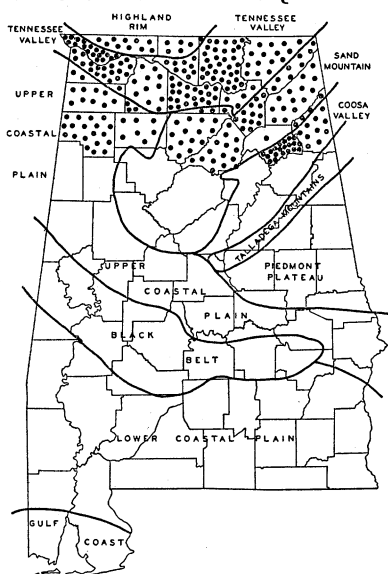 HIGHLAND
RIM
TENNESSEE
VALLEY
TENNESSEE
VALLEY
SAND
MOUNTAIN
UPPER
COOSA
VALLEY
COASTAL
PLAIN
TALLADEGA MOUNTAINS
UPPER
COASTAL
PLAIN
PIEDMONT
PLATEAU
BLACK
BELT
LOWER COASTAL PLAIN
GULF
COAST